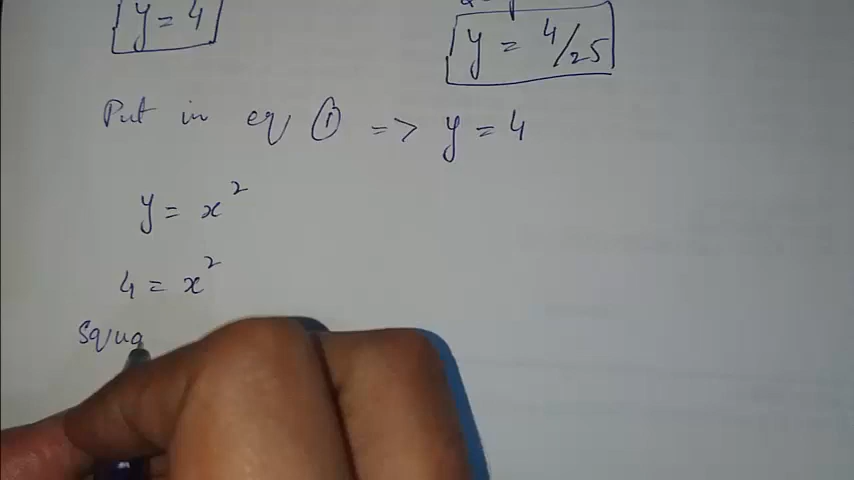 y = 4
y = 4/25
Put in eq ① => y = 4
y = x²
4 = x²
Squa